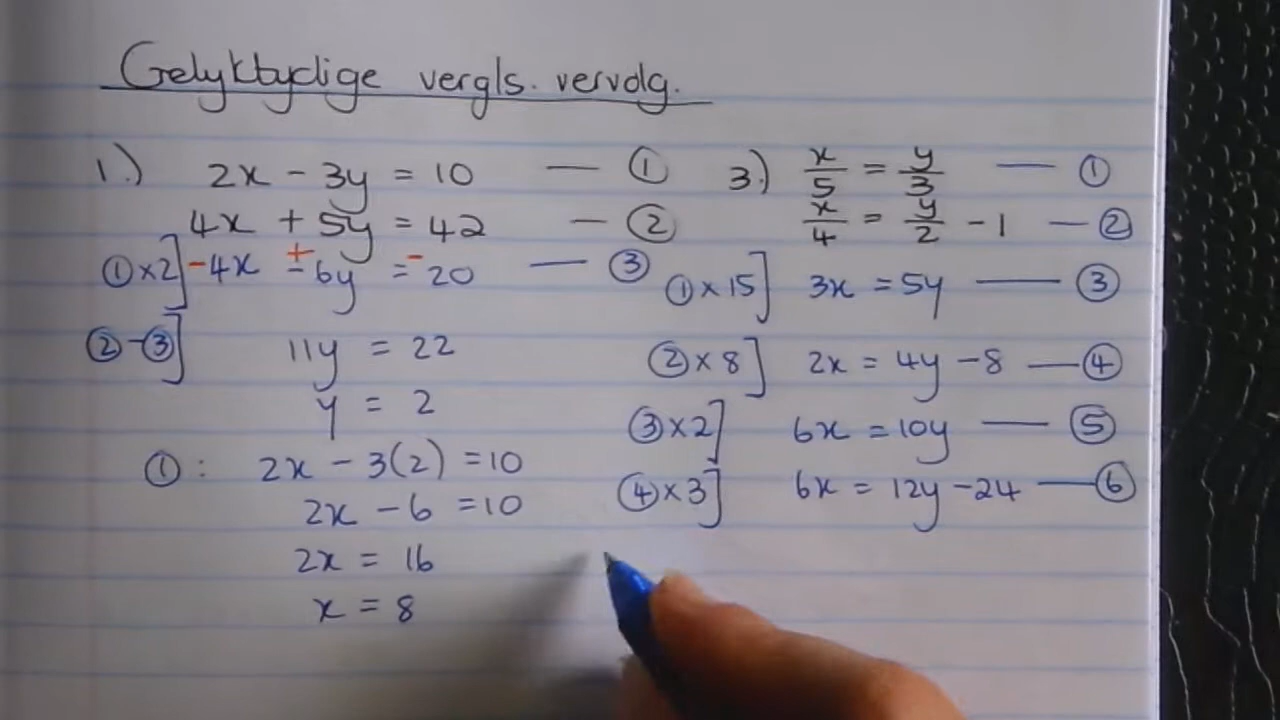 Gelyktydige vergls. vervolg.
1.) 2x - 3y = 10 — ①
4x + 5y = 42 — ②
①×2] - 4x -+ 6y = - 20 — ③
②-③] 11y = 22
y = 2
① : 2x - 3(2) = 10
2x - 6 = 10
2x = 16
x = 8
3.) x/5 = y/3 — ①
x/4 = y/2 - 1 — ②
①×15] 3x = 5y — ③
②×8] 2x = 4y - 8 — ④
③×2] 6x = 10y — ⑤
④×3] 6x = 12y - 24 — ⑥